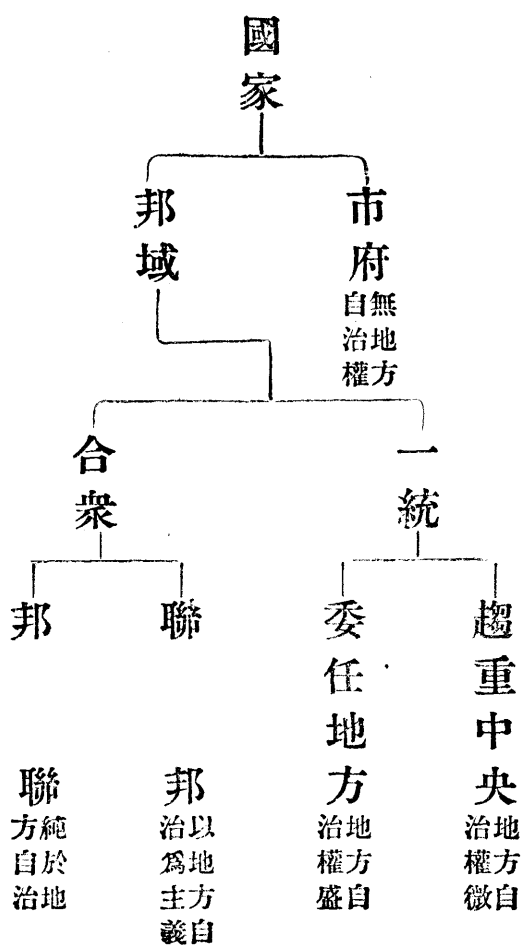 國家
市府
無地方
自治權
邦域
一統
合衆
趨重中央
地方自
治權微
委任地方
地方自
治權盛
聯邦
以地方自
治爲主義
邦聯
純於地
方自治